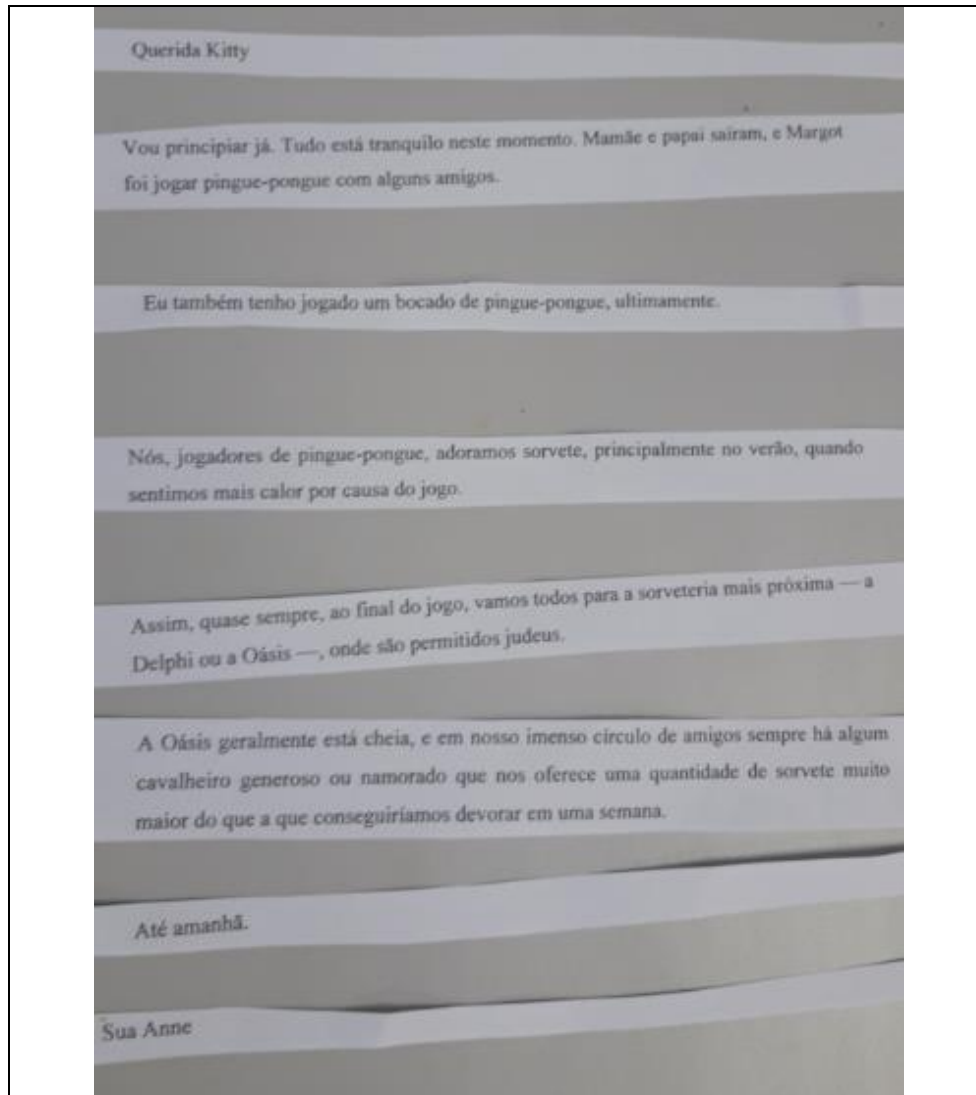 Querida Kitty
Vou principiar já. Tudo está tranquilo neste momento. Mamãe e papai saíram, e Margot
foi jogar pingue-pongue com alguns amigos.
Eu também tenho jogado um bocado de pingue-pongue, ultimamente.
Nós, jogadores de pingue-pongue, adoramos sorvete, principalmente no verão, quando
sentimos mais calor por causa do jogo.
Assim, quase sempre, ao final do jogo, vamos todos para a sorveteria mais próxima — a
Delphi ou a Oásis —, onde são permitidos judeus.
A Oásis geralmente está cheia, e em nosso imenso círculo de amigos sempre há algum
cavalheiro generoso ou namorado que nos oferece uma quantidade de sorvete muito
maior do que a que conseguiríamos devorar em uma semana.
Até amanhã.
Sua Anne